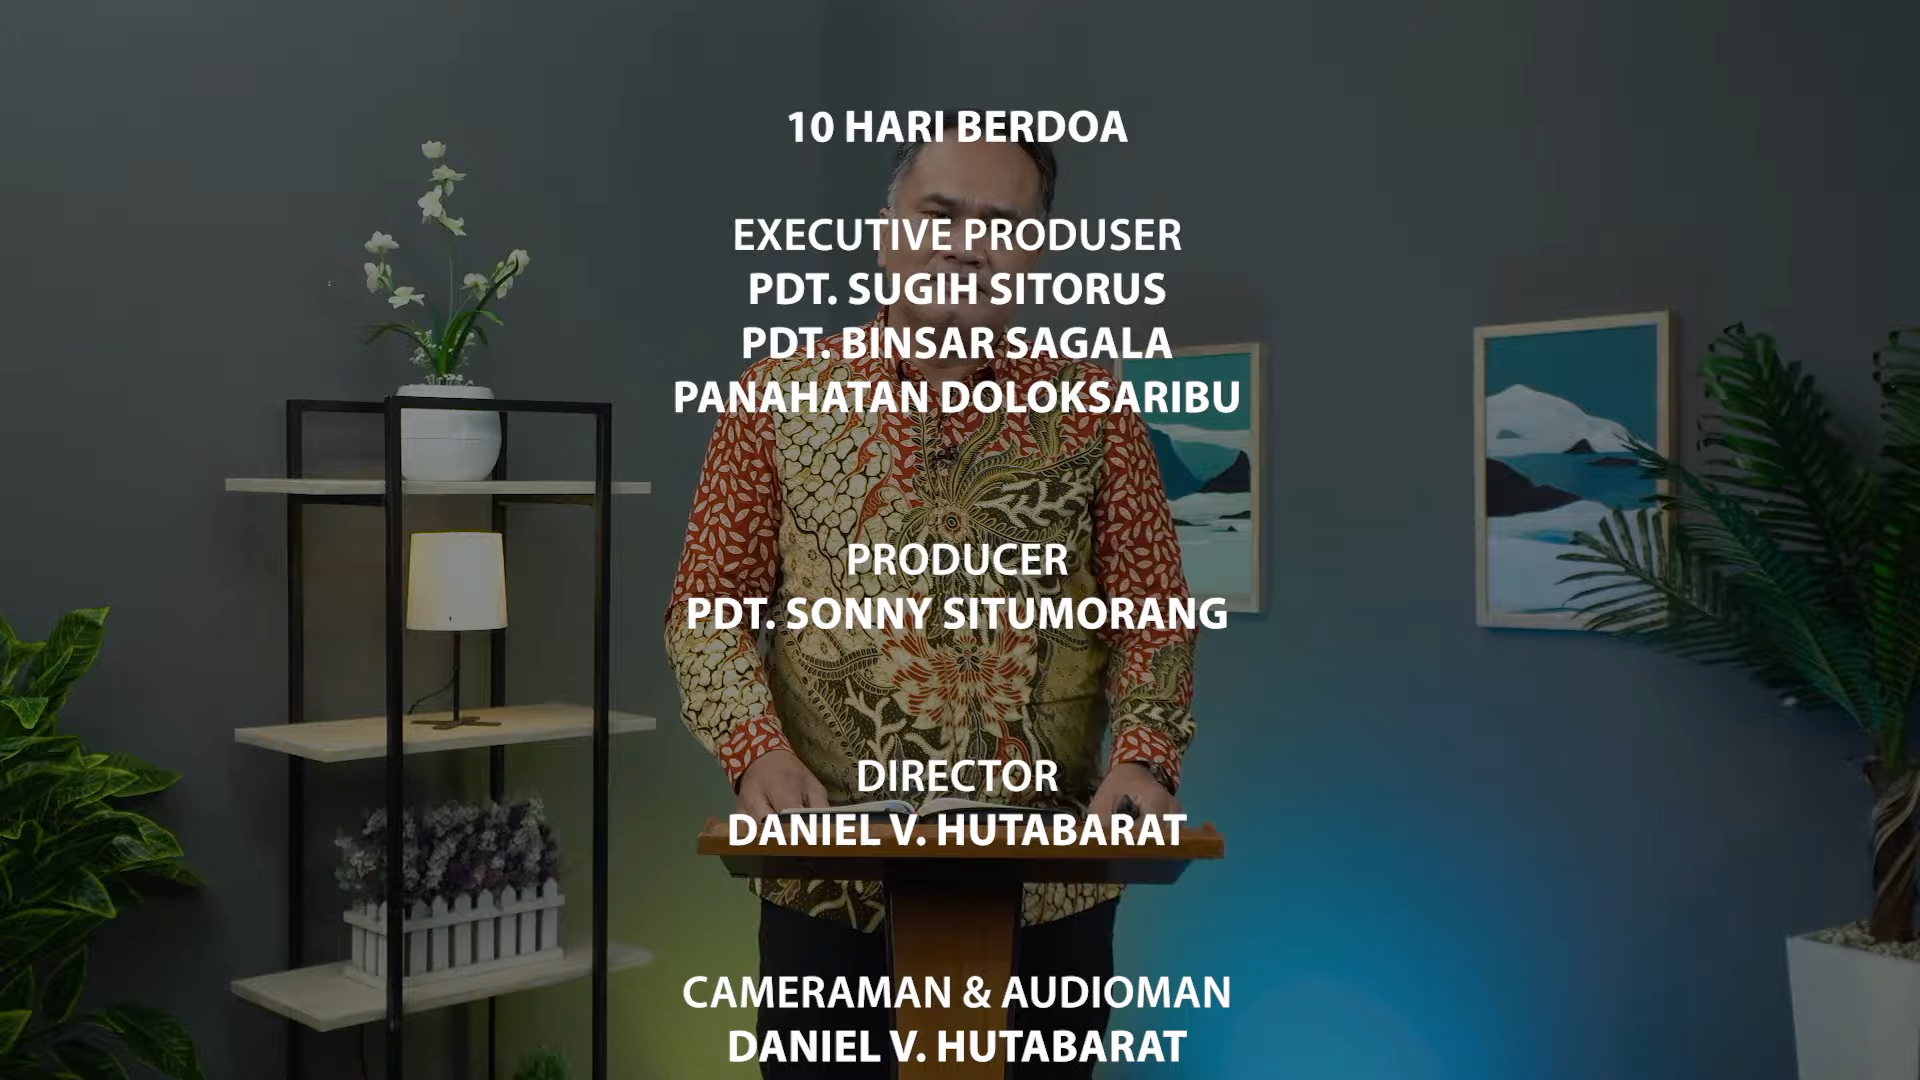 10 HARI BERDOA
EXECUTIVE PRODUSER
PDT. SUGIH SITORUS
PDT. BINSAR SAGALA
PANAHATAN DOLOKSARIBU
PRODUCER
PDT. SONNY SITUMORANG
DIRECTOR
DANIEL V. HUTABARAT
CAMERAMAN & AUDIOMAN
DANIEL V. HUTABARAT